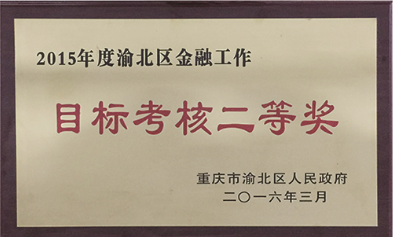 2015年度渝北区金融工作
目标考核二等奖
重庆市渝北区人民政府
二〇一六年三月